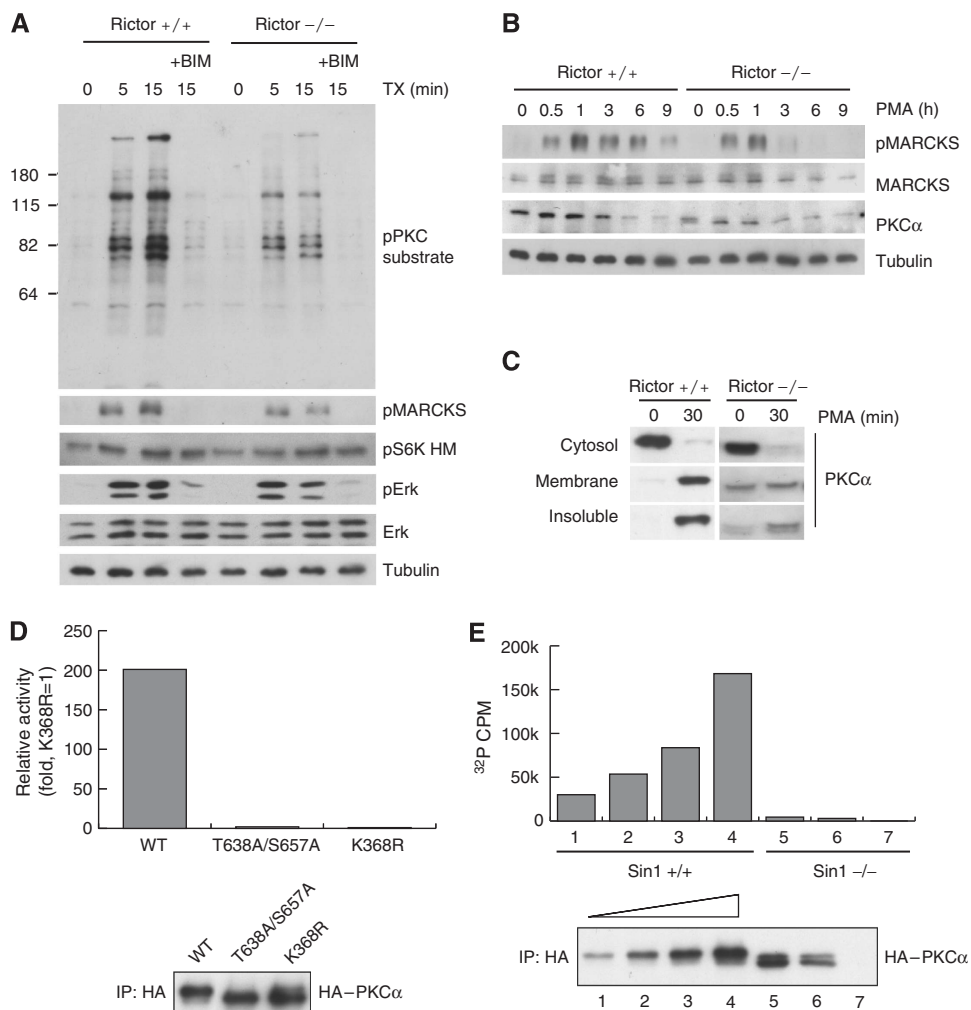 A
Rictor +/+ Rictor −/−
+BIM +BIM
0 5 15 15 0 5 15 15 TX (min)
180
115
82
64
pPKC
substrate
pMARCKS
pS6K HM
pErk
Erk
Tubulin
B
Rictor +/+ Rictor −/−
0 0.5 1 3 6 9 0 0.5 1 3 6 9 PMA (h)
pMARCKS
MARCKS
PKCα
Tubulin
C
Rictor +/+ Rictor −/−
0 30 0 30 PMA (min)
Cytosol
Membrane
Insoluble
PKCα
D
Relative activity
(fold, K368R=1)
250
200
150
100
50
0
WT T638A/S657A K368R
WT T638A/S657A K368R
IP: HA HA–PKCα
E
32P CPM
200k
150k
100k
50k
0
1 2 3 4 5 6 7
Sin1 +/+ Sin1 −/−
IP: HA HA–PKCα
1 2 3 4 5 6 7